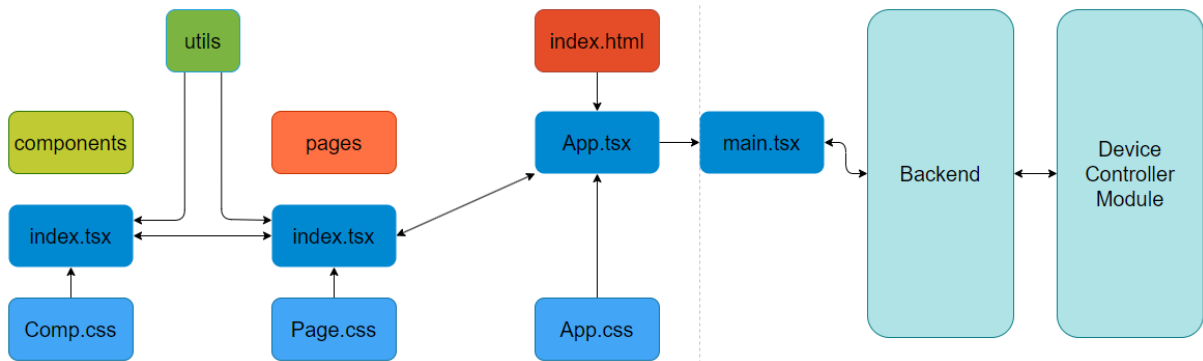 utils
index.html
components
pages
App.tsx
main.tsx
Backend
Device
Controller
Module
index.tsx
index.tsx
Comp.css
Page.css
App.css